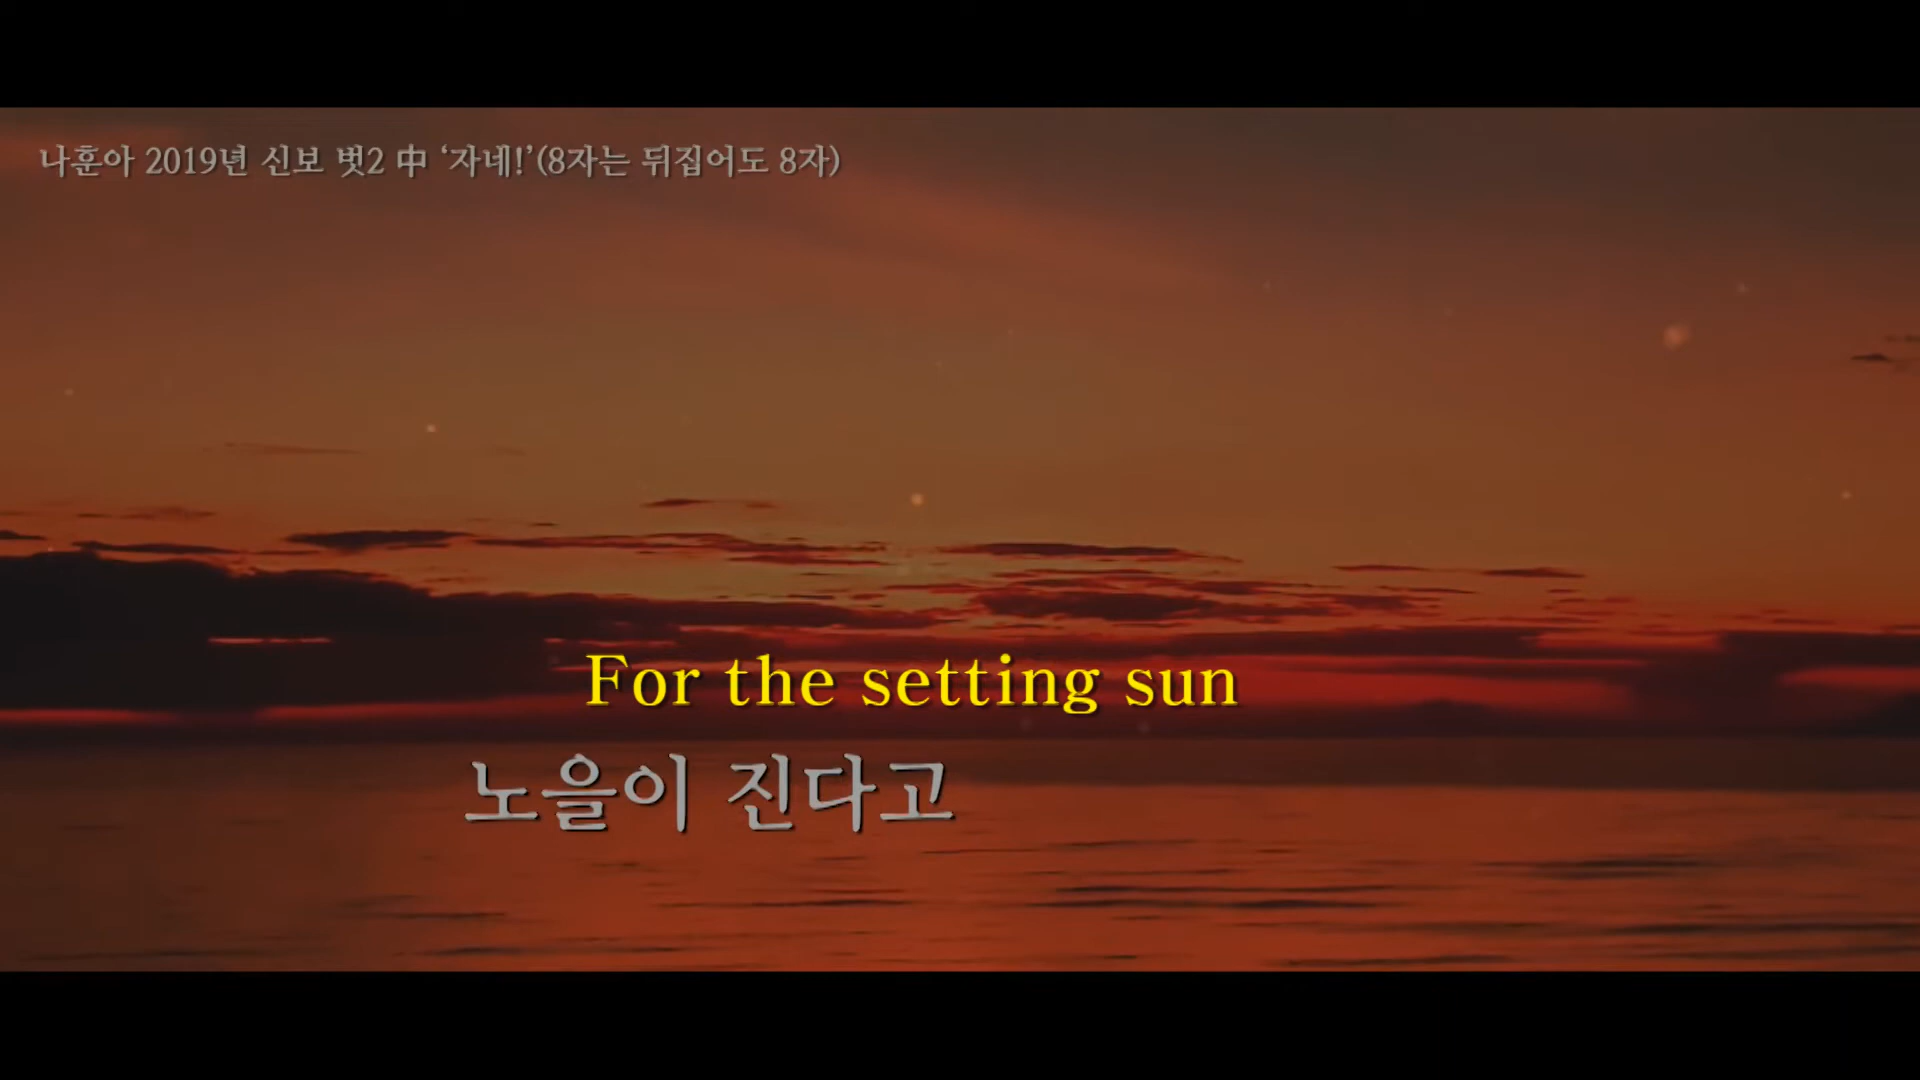 나훈아 2019년 신보 벗2 中 ‘자네!’(8자는 뒤집어도 8자)
For the setting sun
노을이 진다고